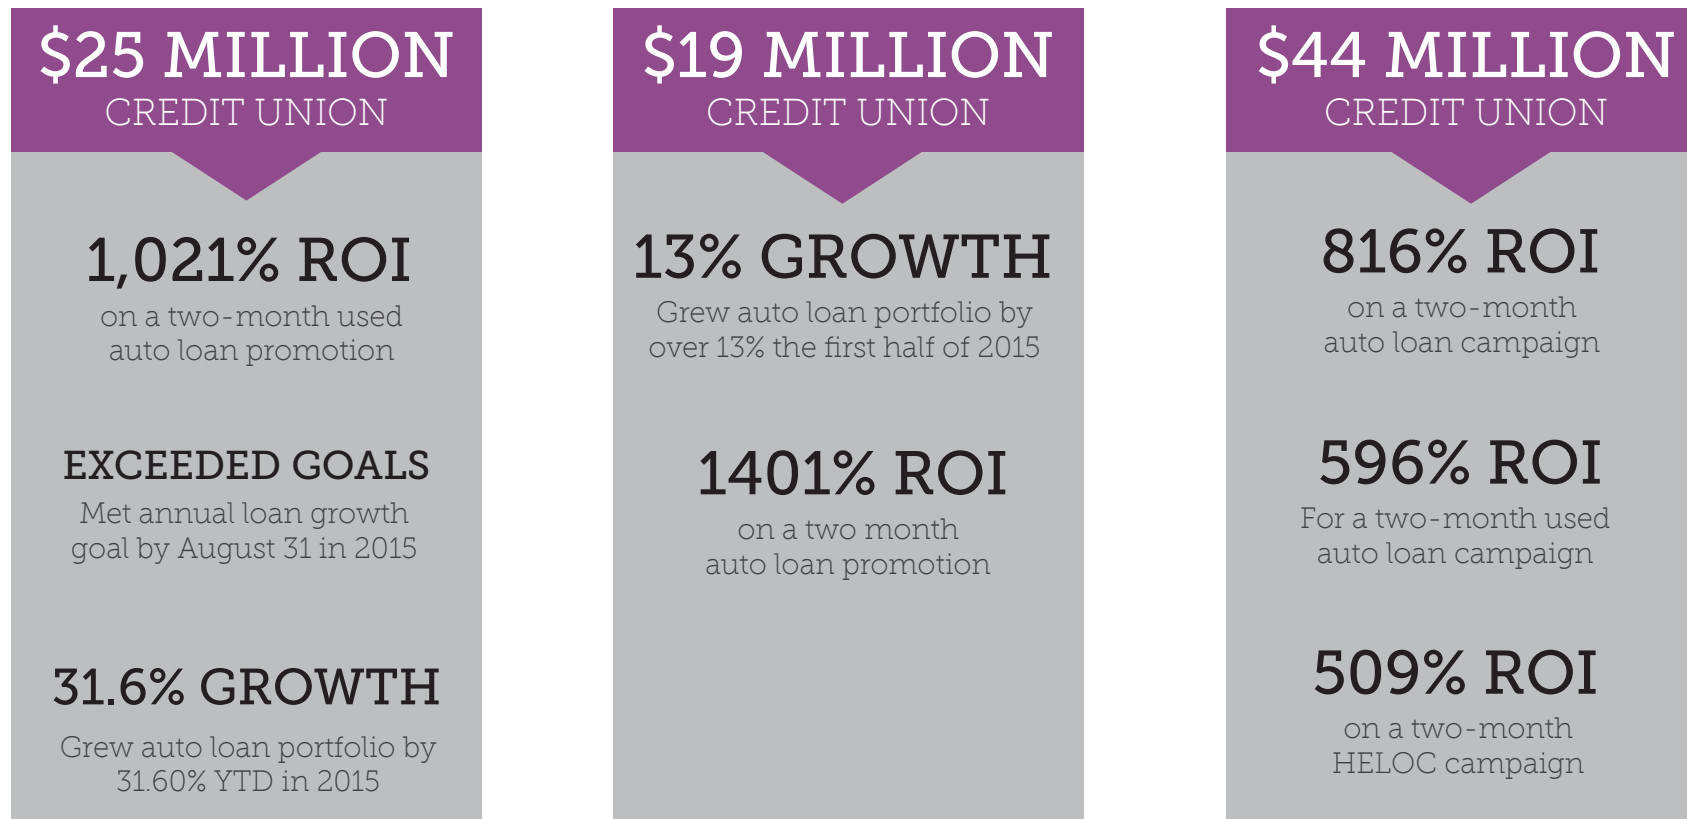 $25 MILLION
CREDIT UNION
1,021% ROI
on a two-month used
auto loan promotion
EXCEEDED GOALS
Met annual loan growth
goal by August 31 in 2015
31.6% GROWTH
Grew auto loan portfolio by
31.60% YTD in 2015
$19 MILLION
CREDIT UNION
13% GROWTH
Grew auto loan portfolio by
over 13% the first half of 2015
1401% ROI
on a two month
auto loan promotion
$44 MILLION
CREDIT UNION
816% ROI
on a two-month
auto loan campaign
596% ROI
For a two-month used
auto loan campaign
509% ROI
on a two-month
HELOC campaign